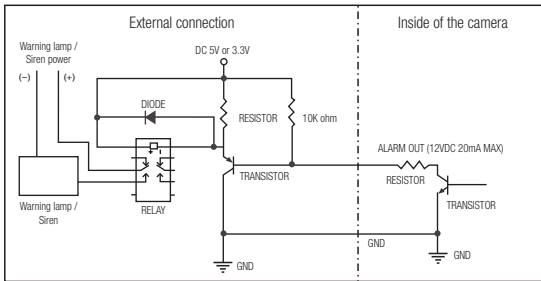 External connection
Inside of the camera
Warning lamp /
Siren power
(−)
(+)
DC 5V or 3.3V
DIODE
RESISTOR
10K ohm
ALARM OUT (12VDC 20mA MAX)
RESISTOR
TRANSISTOR
TRANSISTOR
Warning lamp /
Siren
RELAY
GND
GND
GND